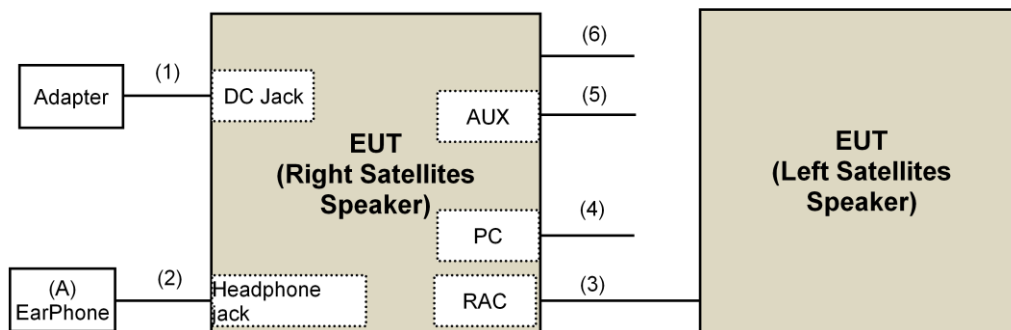 (6)
(1)
(5)
Adapter
DC Jack
AUX
EUT
(Right Satellites
Speaker)
EUT
(Left Satellites
Speaker)
(4)
PC
(A)
EarPhone
(2)
Headphone
jack
RAC
(3)